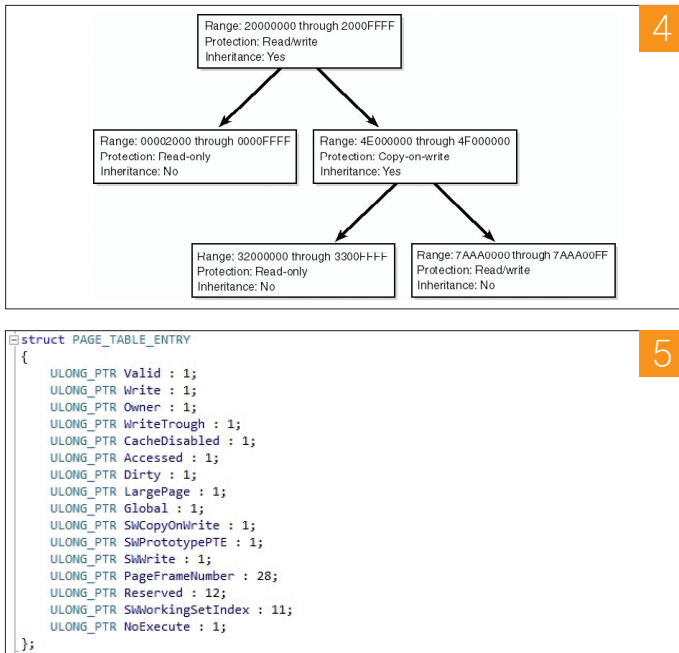 4
Range: 20000000 through 2000FFFF
Protection: Read/write
Inheritance: Yes
Range: 00002000 through 0000FFFF
Protection: Read-only
Inheritance: No
Range: 4E000000 through 4F000000
Protection: Copy-on-write
Inheritance: Yes
Range: 32000000 through 3300FFFF
Protection: Read-only
Inheritance: No
Range: 7AAA0000 through 7AAA00FF
Protection: Read/write
Inheritance: No
5
struct PAGE_TABLE_ENTRY
{
ULONG_PTR Valid : 1;
ULONG_PTR Write : 1;
ULONG_PTR Owner : 1;
ULONG_PTR WriteTrough : 1;
ULONG_PTR CacheDisabled : 1;
ULONG_PTR Accessed : 1;
ULONG_PTR Dirty : 1;
ULONG_PTR LargePage : 1;
ULONG_PTR Global : 1;
ULONG_PTR SWCopyOnWrite : 1;
ULONG_PTR SWPrototypePTE : 1;
ULONG_PTR SWWrite : 1;
ULONG_PTR PageFrameNumber : 28;
ULONG_PTR Reserved : 12;
ULONG_PTR SWWorkingSetIndex : 11;
ULONG_PTR NoExecute : 1;
};